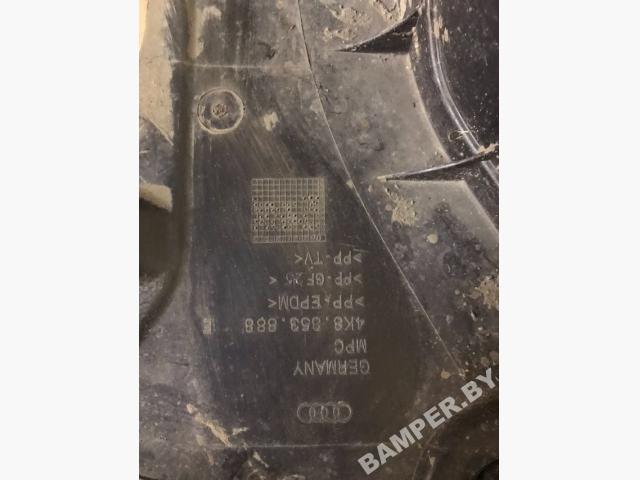 GERMANY
MPC
4K8.853.888 E
>PP-EPDM<
>PP-GF25<
>PP-TV<
BAMPER.BY